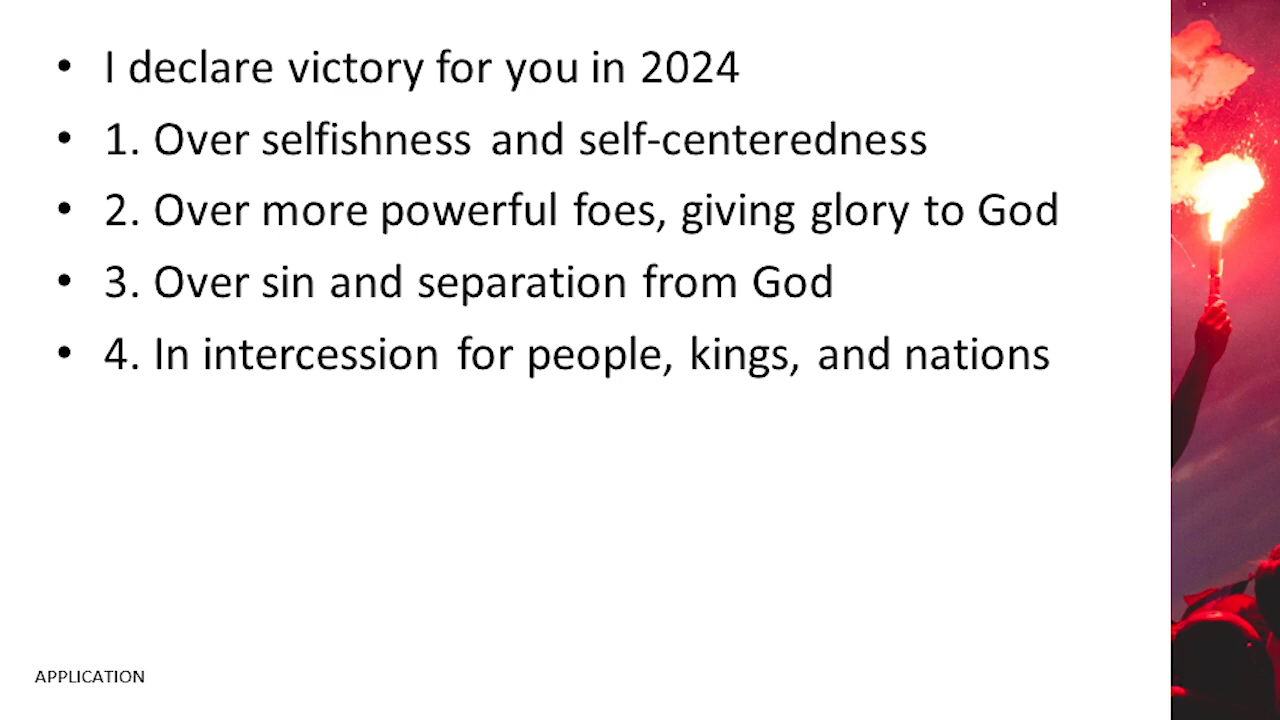 • I declare victory for you in 2024
• 1. Over selfishness and self-centeredness
• 2. Over more powerful foes, giving glory to God
• 3. Over sin and separation from God
• 4. In intercession for people, kings, and nations
APPLICATION